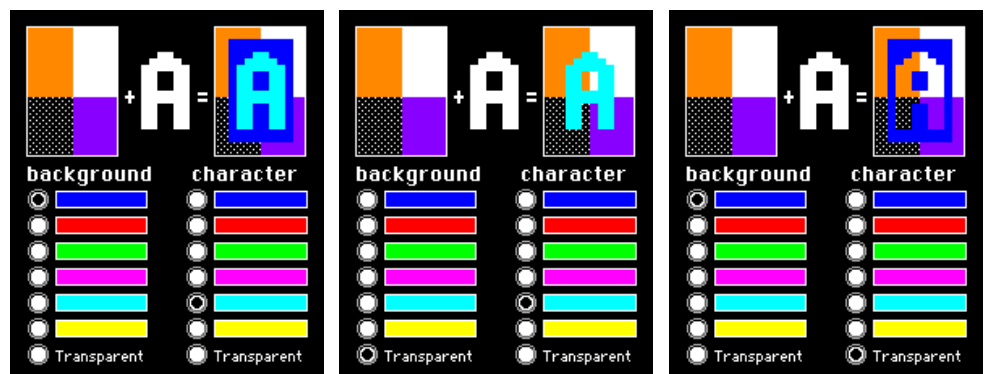 + A = A
background character
Transparent Transparent
+ A = A
background character
Transparent Transparent
+ A = A
background character
Transparent Transparent